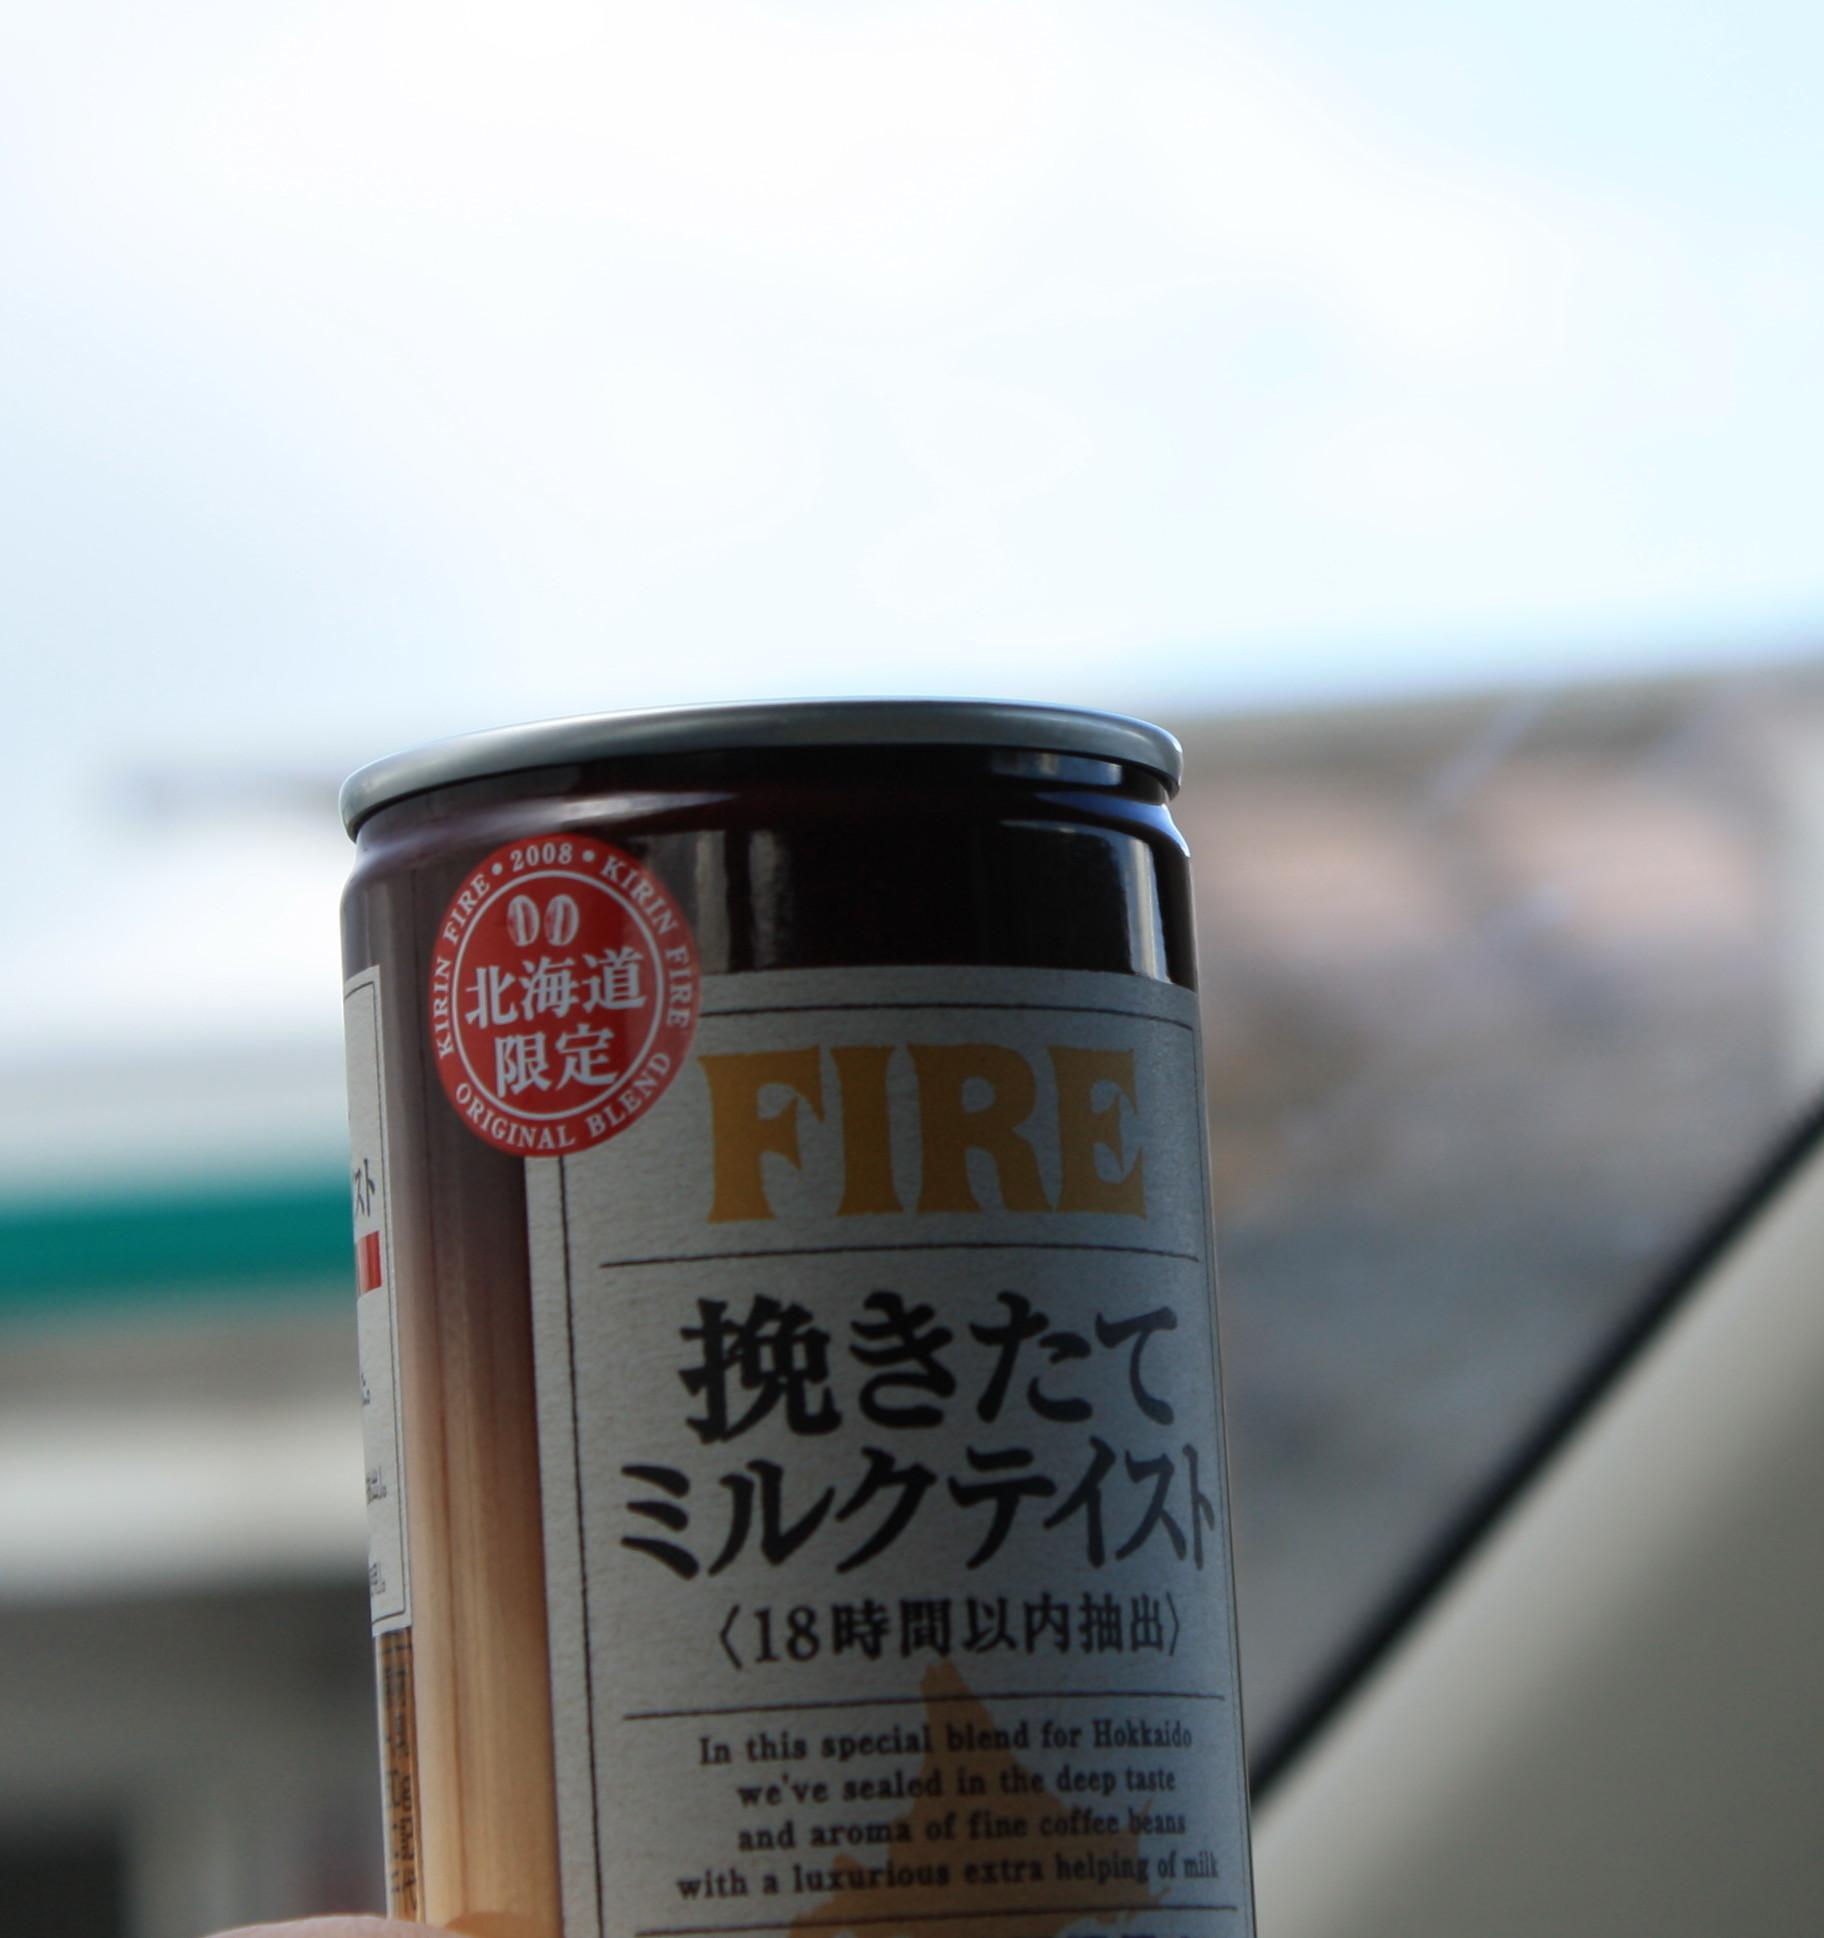 KIRIN FIRE • 2008 • KIRIN FIRE
北海道
限定
ORIGINAL BLEND
FIRE
挽きたて
ミルクテイスト
〈18時間以内抽出〉
In this special blend for Hokkaido
we've sealed in the deep taste
and aroma of fine coffee beans
with a luxurious extra helping of milk
スト